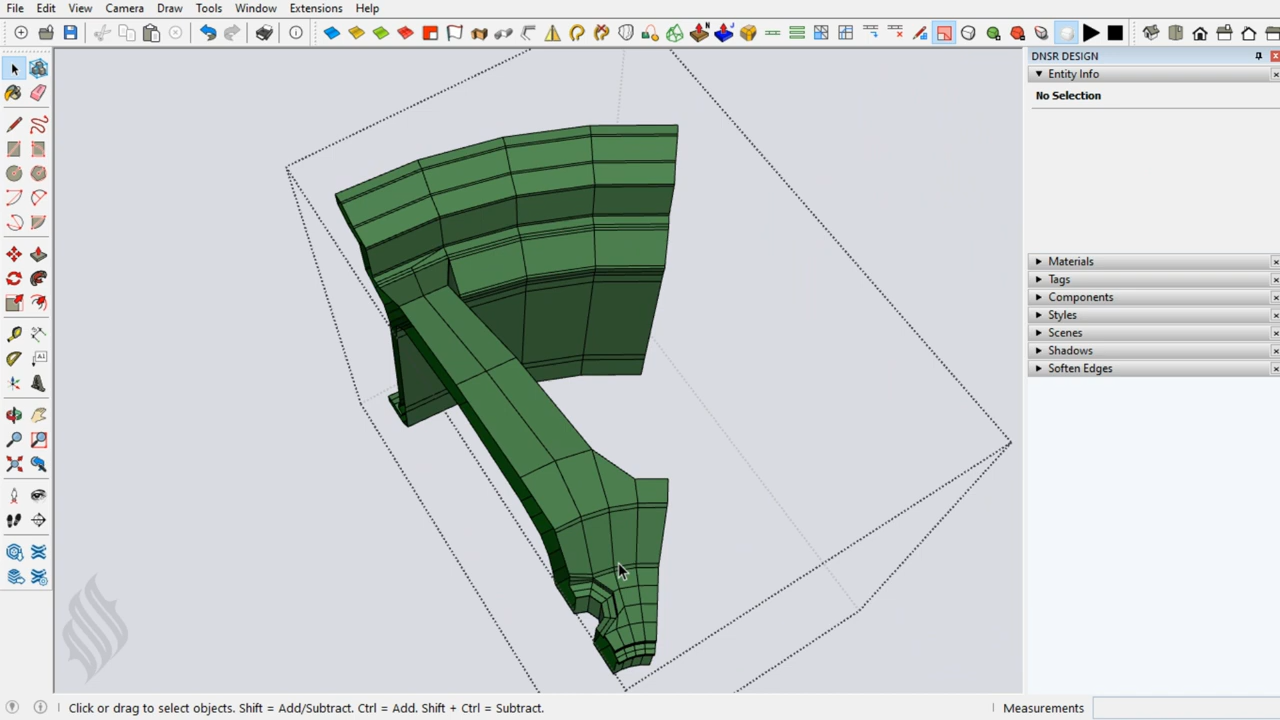 File Edit View Camera Draw Tools Window Extensions Help
DNSR DESIGN
Entity Info
No Selection
Materials
Tags
Components
Styles
Scenes
Shadows
Soften Edges
Click or drag to select objects. Shift = Add/Subtract. Ctrl = Add. Shift + Ctrl = Subtract.
Measurements